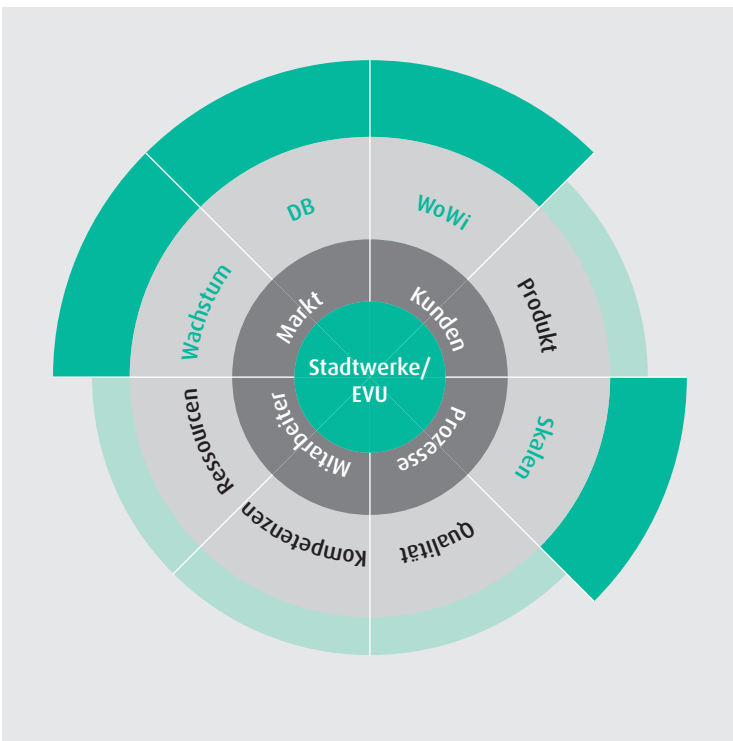 DB
WoWi
Wachstum
Produkt
Markt
Kunden
Stadtwerke/
EVU
Ressourcen
Mitarbeiter
Prozesse
Skalen
Kompetenzen
Qualität